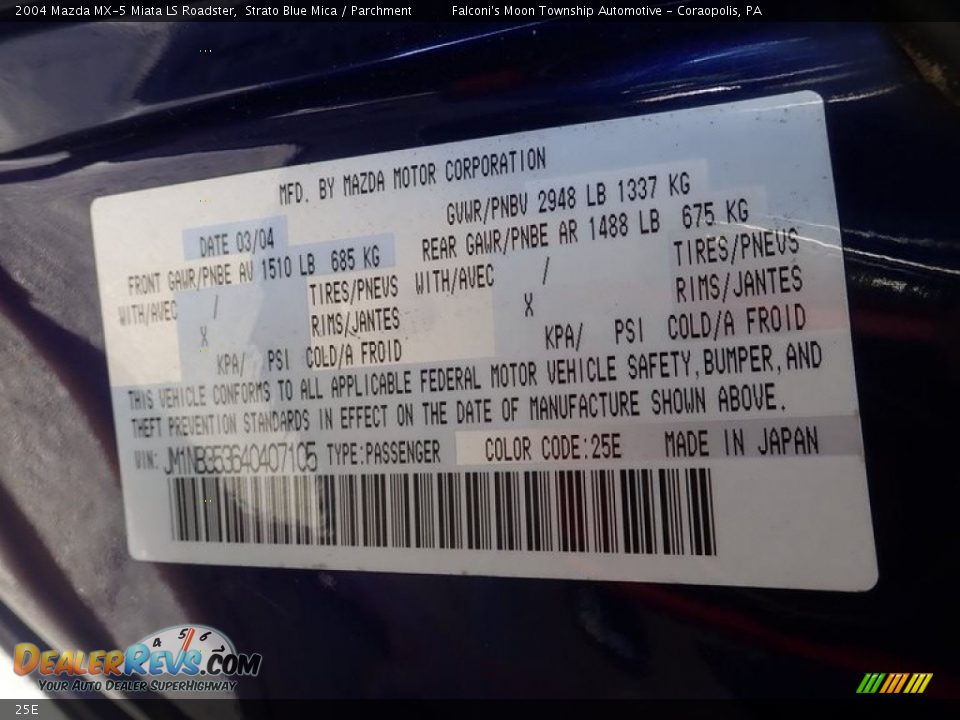 2004 Mazda MX-5 Miata LS Roadster, Strato Blue Mica / Parchment Falconi's Moon Township Automotive - Coraopolis, PA
MFD. BY MAZDA MOTOR CORPORATION
DATE 03/04 GVWR/PNBV 2948 LB 1337 KG
FRONT GAWR/PNBE AV 1510 LB 685 KG REAR GAWR/PNBE AR 1488 LB 675 KG
WITH/AVEC / TIRES/PNEUS WITH/AVEC / TIRES/PNEUS
X RIMS/JANTES X RIMS/JANTES
KPA/ PSI COLD/A FROID KPA/ PSI COLD/A FROID
THIS VEHICLE CONFORMS TO ALL APPLICABLE FEDERAL MOTOR VEHICLE SAFETY, BUMPER, AND
THEFT PREVENTION STANDARDS IN EFFECT ON THE DATE OF MANUFACTURE SHOWN ABOVE.
VIN: JM1NB353640407105 TYPE:PASSENGER COLOR CODE:25E MADE IN JAPAN
4 5 6
DEALERREVS.COM
YOUR AUTO DEALER SUPERHIGHWAY
25E